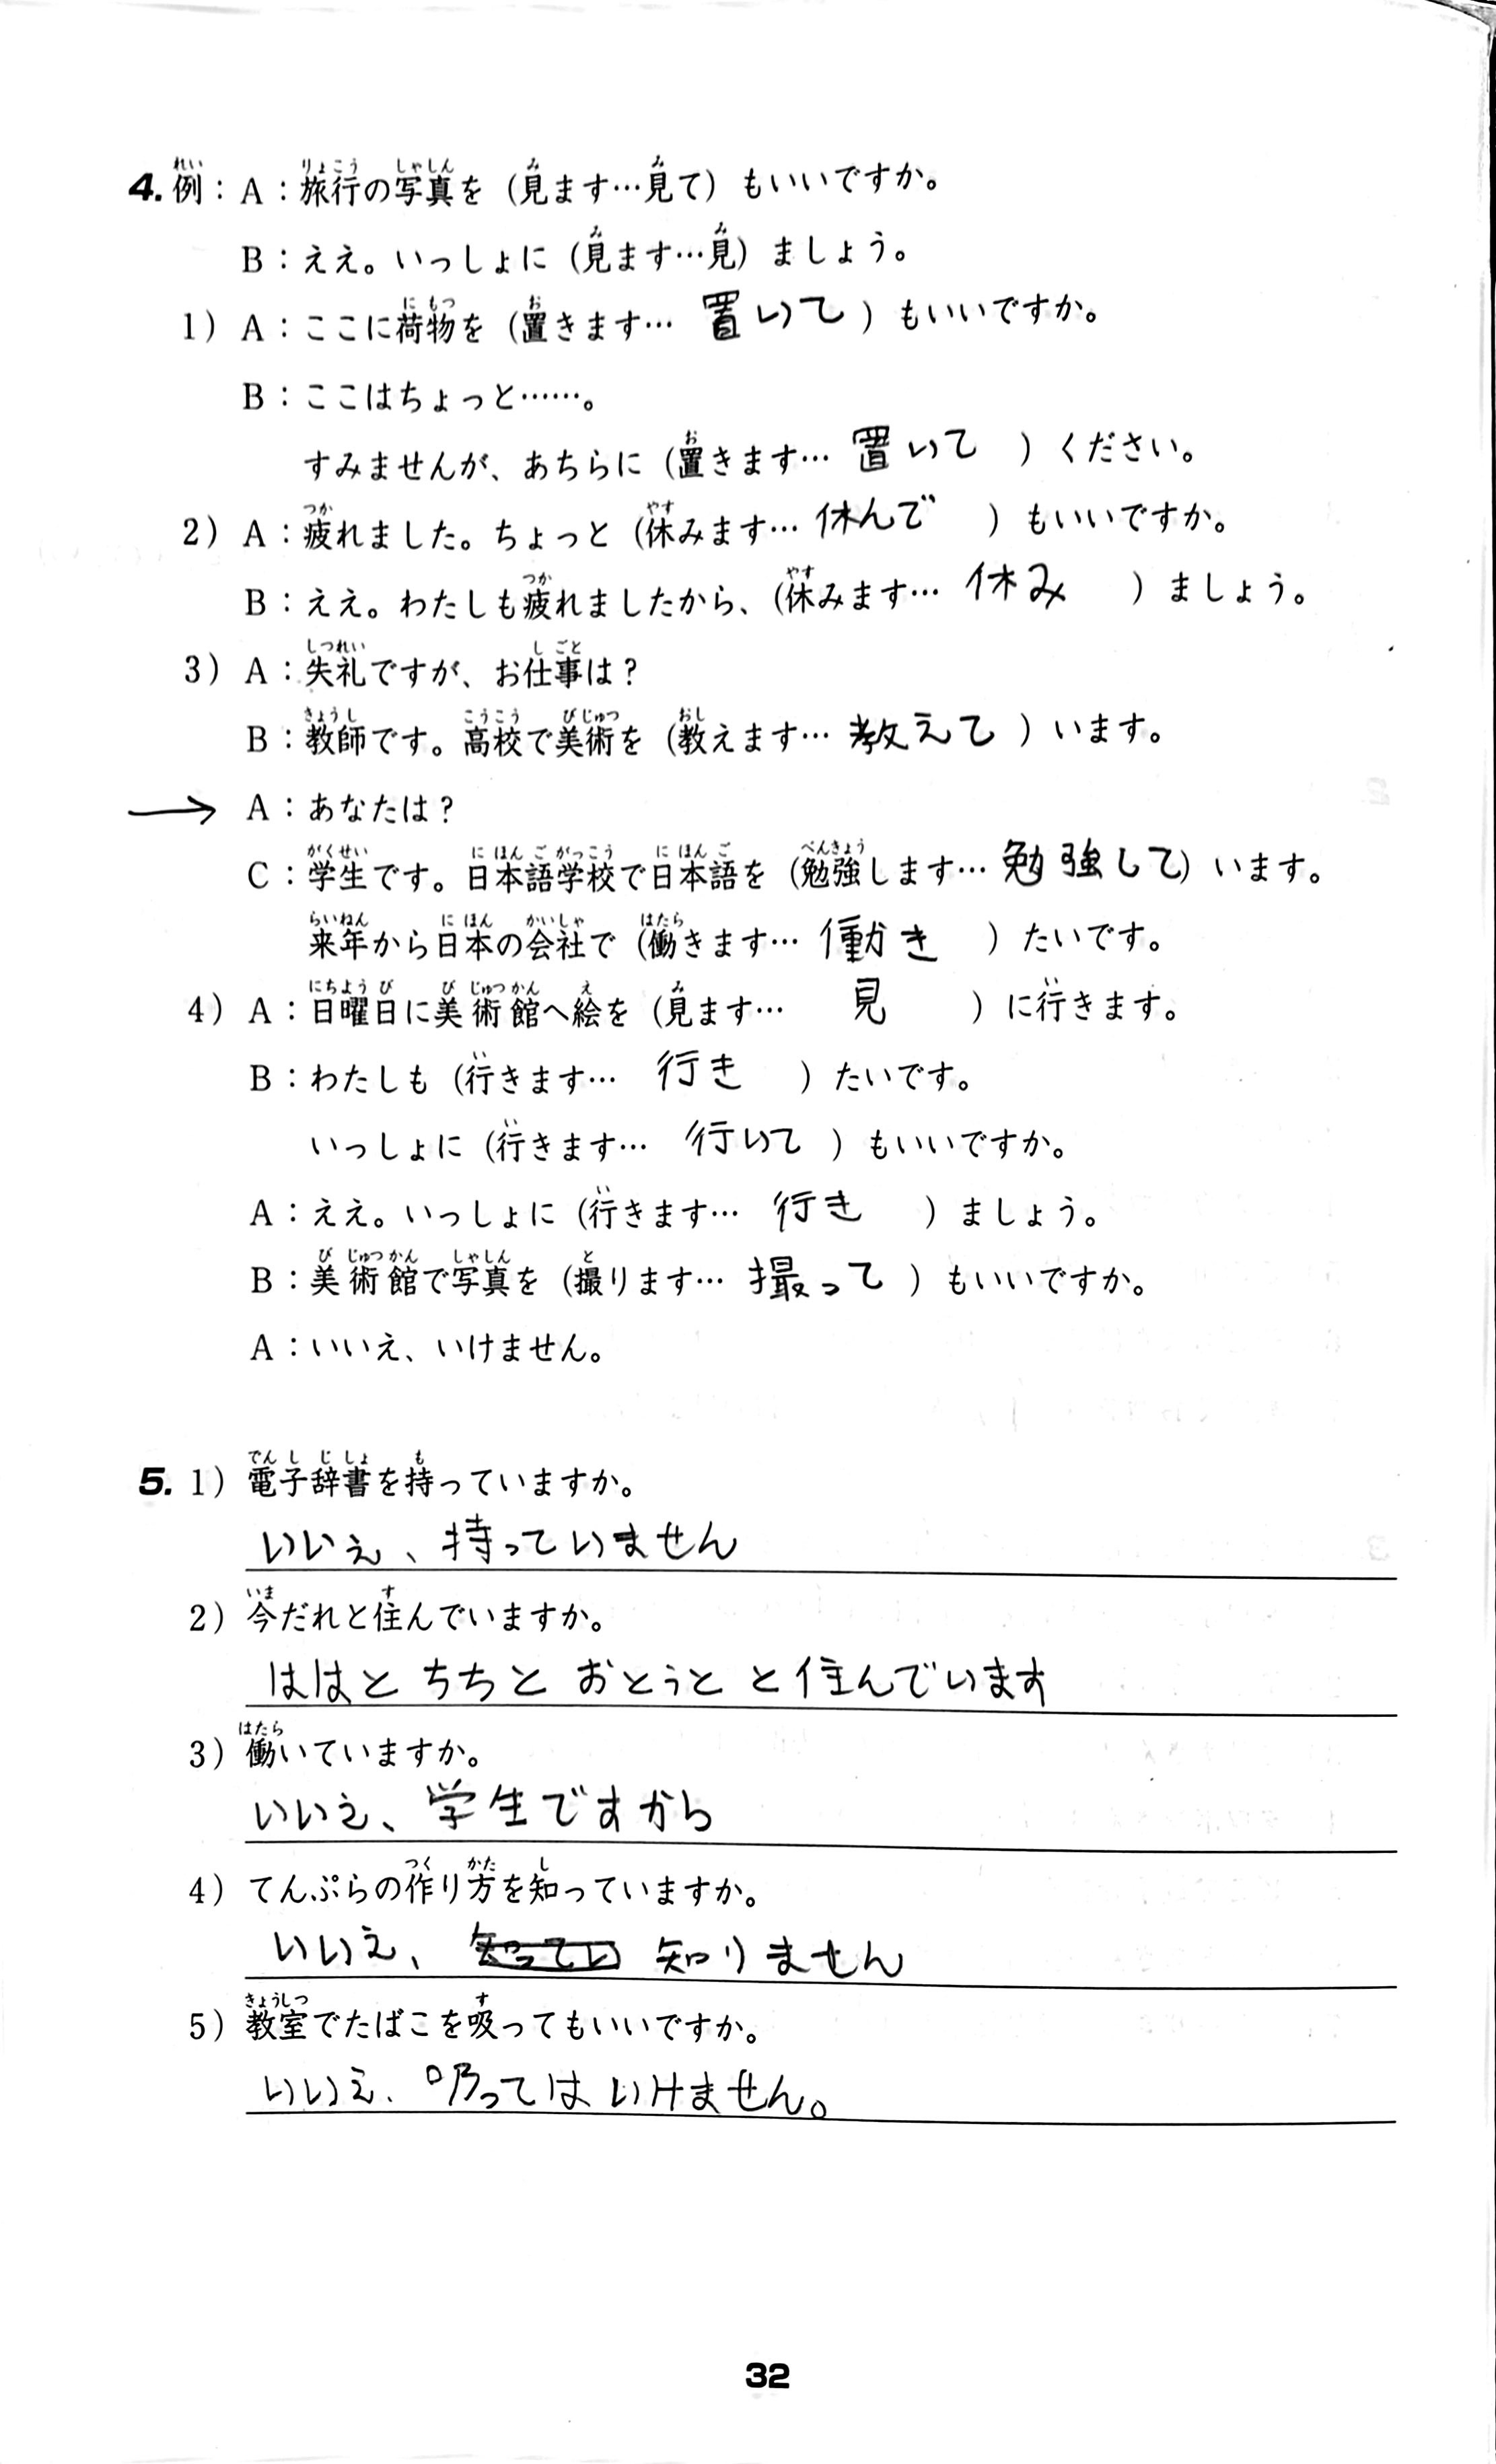 4. 例：A：旅行の写真を（見ます…見て）もいいですか。
B：ええ。いっしょに（見ます…見）ましょう。
1）A：ここに荷物を（置きます… 置いて ）もいいですか。
B：ここはちょっと……。
すみませんが、あちらに（置きます… 置いて ）ください。
2）A：疲れました。ちょっと（休みます… 休んで ）もいいですか。
B：ええ。わたしも疲れましたから、（休みます… 休み ）ましょう。
3）A：失礼ですが、お仕事は？
B：教師です。高校で美術を（教えます… 教えて ）います。
→ A：あなたは？
C：学生です。日本語学校で日本語を（勉強します… 勉強して）います。
来年から日本の会社で（働きます… 働き ）たいです。
4）A：日曜日に美術館へ絵を（見ます… 見 ）に行きます。
B：わたしも（行きます… 行き ）たいです。
いっしょに（行きます… 行いて ）もいいですか。
A：ええ。いっしょに（行きます… 行き ）ましょう。
B：美術館で写真を（撮ります… 撮って ）もいいですか。
A：いいえ、いけません。
5. 1）電子辞書を持っていますか。
いいえ、持っていません
2）今だれと住んでいますか。
ははと ちちと おとうとと住んでいます
3）働いていますか。
いいえ、学生ですから
4）てんぷらの作り方を知っていますか。
いいえ、知ってい 知りません
5）教室でたばこを吸ってもいいですか。
いいえ、吸ってはいけません。
32